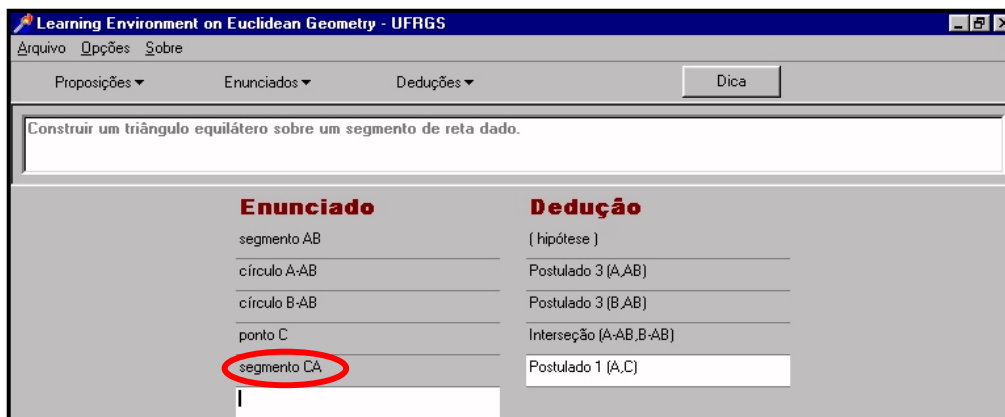 Learning Environment on Euclidean Geometry - UFRGS
Arquivo Opções Sobre
Proposições Enunciados Deduções Dica
Construir um triângulo equilátero sobre um segmento de reta dado.
Enunciado Dedução
segmento AB ( hipótese )
círculo A-AB Postulado 3 (A,AB)
círculo B-AB Postulado 3 (B,AB)
ponto C Interseção (A-AB,B-AB)
segmento CA Postulado 1 (A,C)